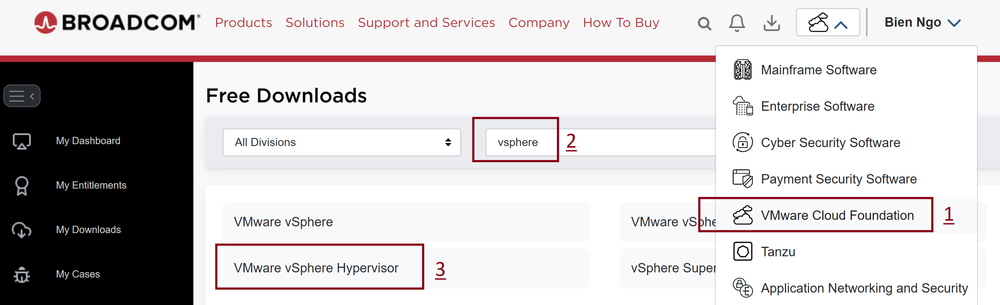 BROADCOM® Products Solutions Support and Services Company How To Buy Bien Ngo
Mainframe Software
Enterprise Software
Cyber Security Software
Payment Security Software
VMware Cloud Foundation 1
Tanzu
Application Networking and Security
My Dashboard
My Entitlements
My Downloads
My Cases
Free Downloads
All Divisions
vsphere 2
VMware vSphere
VMware vSphe
VMware vSphere Hypervisor 3
vSphere Super